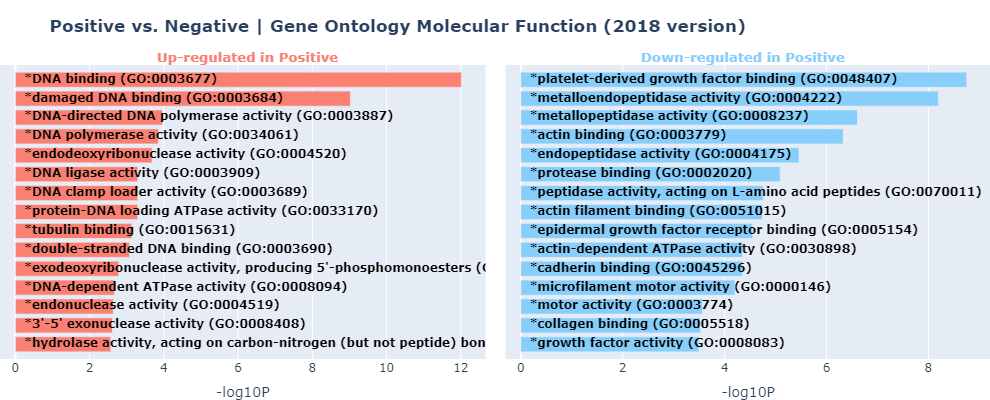 Positive vs. Negative | Gene Ontology Molecular Function (2018 version)
Up-regulated in Positive
*DNA binding (GO:0003677)
*damaged DNA binding (GO:0003684)
*DNA-directed DNA polymerase activity (GO:0003887)
*DNA polymerase activity (GO:0034061)
*endodeoxyribonuclease activity (GO:0004520)
*DNA ligase activity (GO:0003909)
*DNA clamp loader activity (GO:0003689)
*protein-DNA loading ATPase activity (GO:0033170)
*tubulin binding (GO:0015631)
*double-stranded DNA binding (GO:0003690)
*exodeoxyribonuclease activity, producing 5'-phosphomonoesters (
*DNA-dependent ATPase activity (GO:0008094)
*endonuclease activity (GO:0004519)
*3'-5' exonuclease activity (GO:0008408)
*hydrolase activity, acting on carbon-nitrogen (but not peptide) bon
0 2 4 6 8 10 12
-log10P
Down-regulated in Positive
*platelet-derived growth factor binding (GO:0048407)
*metalloendopeptidase activity (GO:0004222)
*metallopeptidase activity (GO:0008237)
*actin binding (GO:0003779)
*endopeptidase activity (GO:0004175)
*protease binding (GO:0002020)
*peptidase activity, acting on L-amino acid peptides (GO:0070011)
*actin filament binding (GO:0051015)
*epidermal growth factor receptor binding (GO:0005154)
*actin-dependent ATPase activity (GO:0030898)
*cadherin binding (GO:0045296)
*microfilament motor activity (GO:0000146)
*motor activity (GO:0003774)
*collagen binding (GO:0005518)
*growth factor activity (GO:0008083)
0 2 4 6 8
-log10P